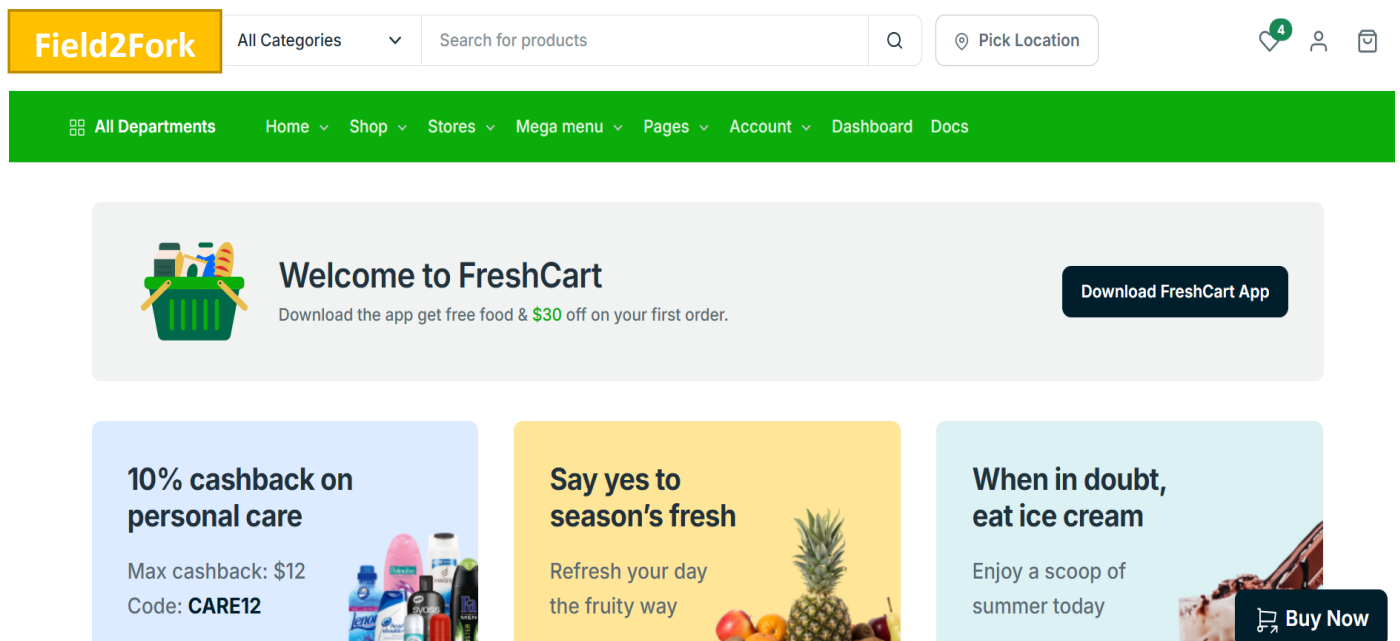 Field2Fork
All Categories
Search for products
Pick Location
4
All Departments
Home
Shop
Stores
Mega menu
Pages
Account
Dashboard
Docs
Welcome to FreshCart
Download the app get free food & $30 off on your first order.
Download FreshCart App
10% cashback on
personal care
Max cashback: $12
Code: CARE12
Say yes to
season’s fresh
Refresh your day
the fruity way
When in doubt,
eat ice cream
Enjoy a scoop of
summer today
Buy Now